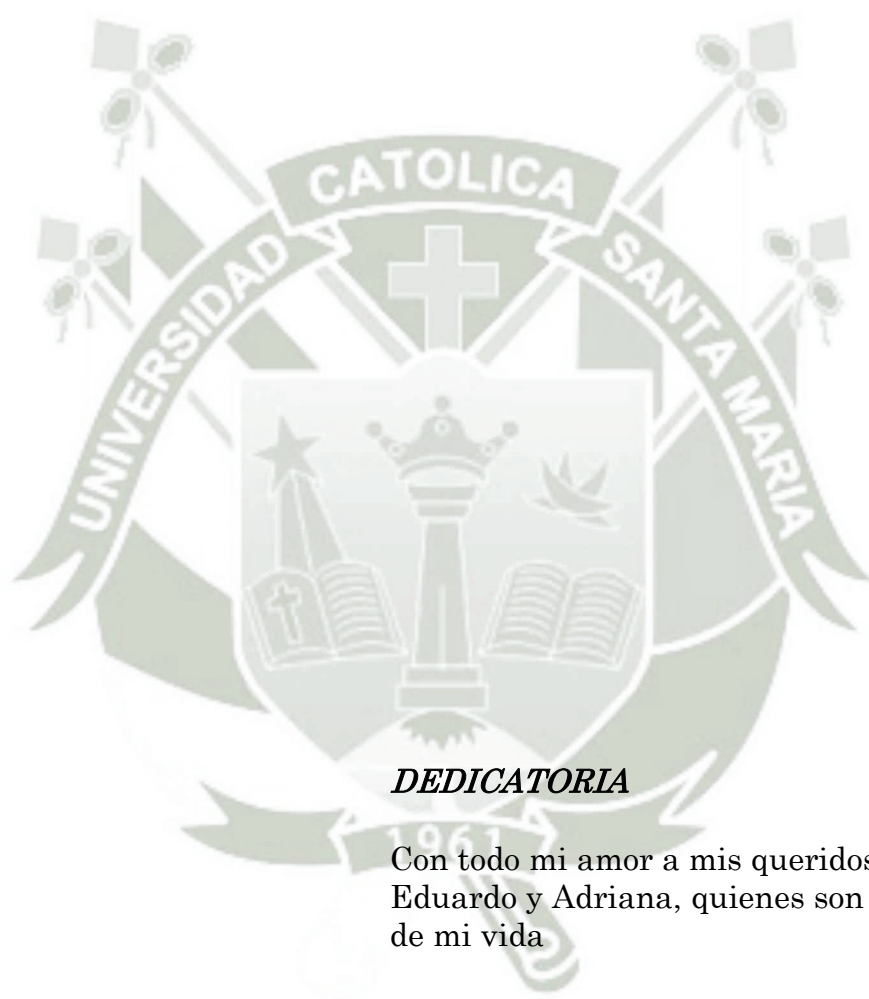 UNIVERSIDAD CATOLICA SANTA MARIA
DEDICATORIA
1961
Con todo mi amor a mis queridos
Eduardo y Adriana, quienes son
de mi vida